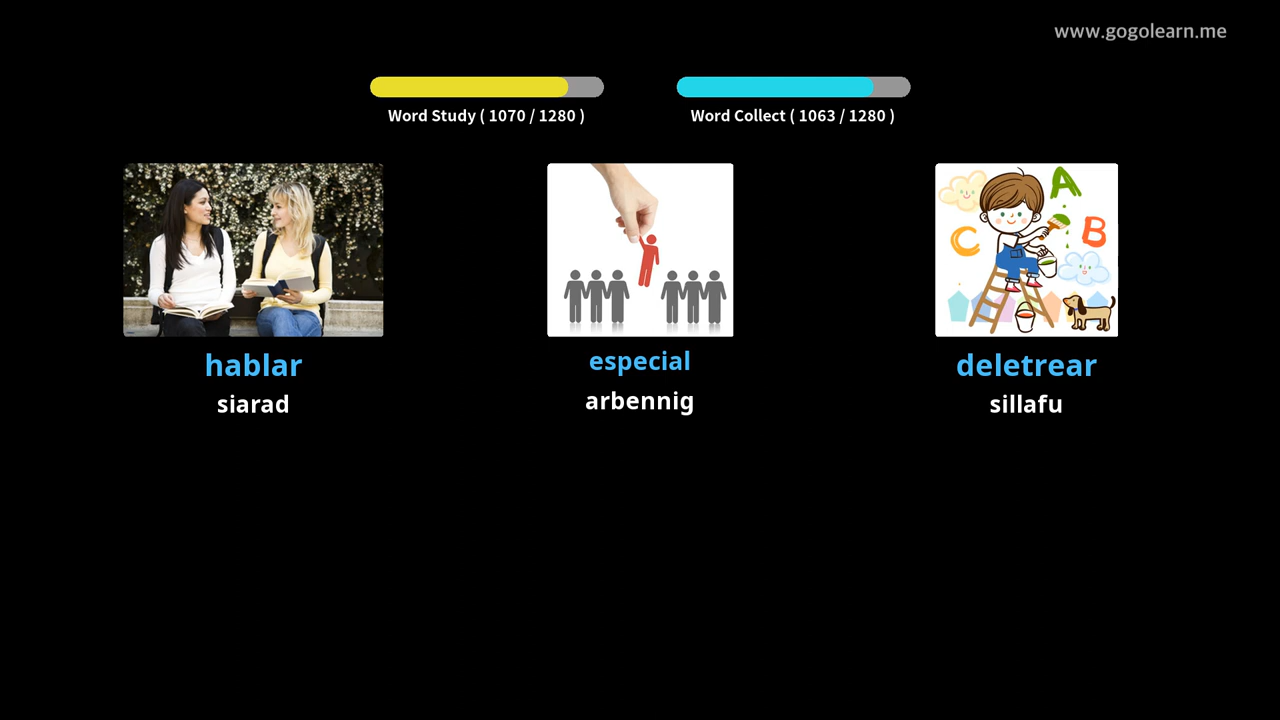 www.gogolearn.me
Word Study ( 1070 / 1280 )
Word Collect ( 1063 / 1280 )
A
B
C
hablar
especial
deletrear
siarad
arbennig
sillafu